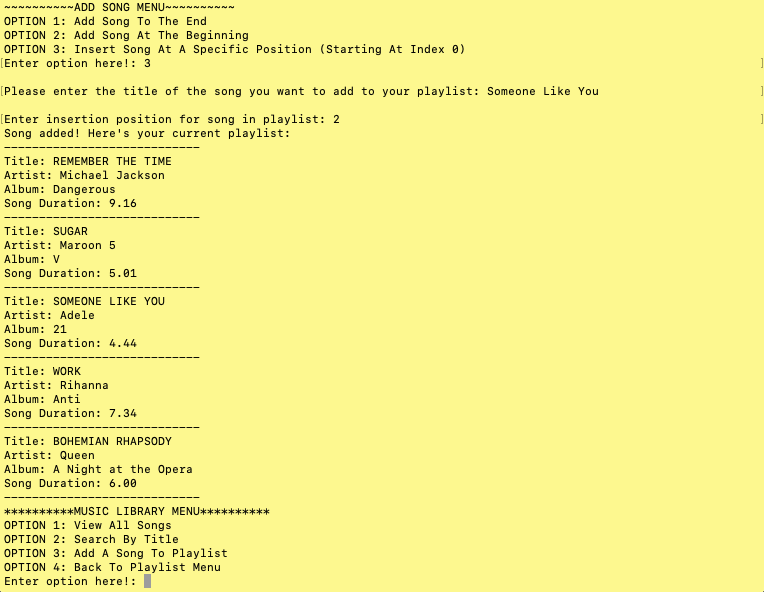 ~~~~~~~~~~ADD SONG MENU~~~~~~~~~~
OPTION 1: Add Song To The End
OPTION 2: Add Song At The Beginning
OPTION 3: Insert Song At A Specific Position (Starting At Index 0)
[Enter option here!: 3 ]
[Please enter the title of the song you want to add to your playlist: Someone Like You ]
[Enter insertion position for song in playlist: 2 ]
Song added! Here's your current playlist:
----------------------------
Title: REMEMBER THE TIME
Artist: Michael Jackson
Album: Dangerous
Song Duration: 9.16
----------------------------
Title: SUGAR
Artist: Maroon 5
Album: V
Song Duration: 5.01
----------------------------
Title: SOMEONE LIKE YOU
Artist: Adele
Album: 21
Song Duration: 4.44
----------------------------
Title: WORK
Artist: Rihanna
Album: Anti
Song Duration: 7.34
----------------------------
Title: BOHEMIAN RHAPSODY
Artist: Queen
Album: A Night at the Opera
Song Duration: 6.00
----------------------------
**********MUSIC LIBRARY MENU**********
OPTION 1: View All Songs
OPTION 2: Search By Title
OPTION 3: Add A Song To Playlist
OPTION 4: Back To Playlist Menu
Enter option here!: